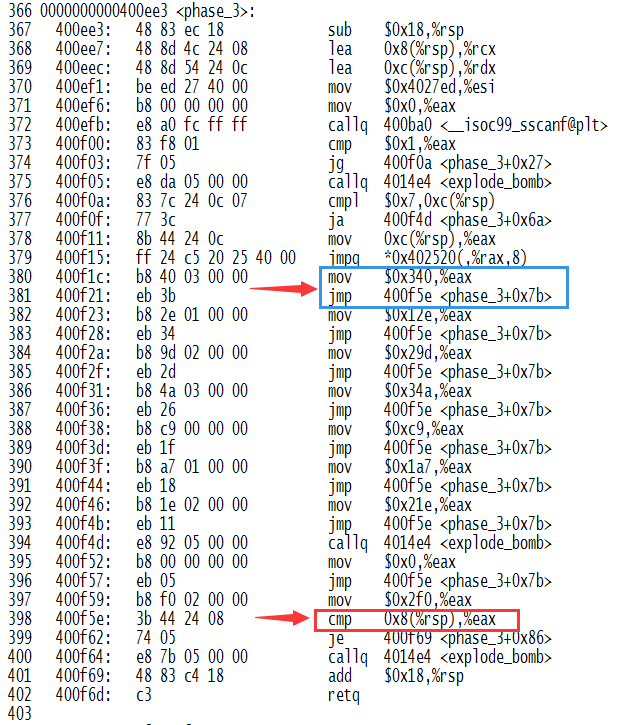 366 0000000000400ee3 <phase_3>:
367 400ee3: 48 83 ec 18 sub $0x18,%rsp
368 400ee7: 48 8d 4c 24 08 lea 0x8(%rsp),%rcx
369 400eec: 48 8d 54 24 0c lea 0xc(%rsp),%rdx
370 400ef1: be ed 27 40 00 mov $0x4027ed,%esi
371 400ef6: b8 00 00 00 00 mov $0x0,%eax
372 400efb: e8 a0 fc ff ff callq 400ba0 <__isoc99_sscanf@plt>
373 400f00: 83 f8 01 cmp $0x1,%eax
374 400f03: 7f 05 jg 400f0a <phase_3+0x27>
375 400f05: e8 da 05 00 00 callq 4014e4 <explode_bomb>
376 400f0a: 83 7c 24 0c 07 cmpl $0x7,0xc(%rsp)
377 400f0f: 77 3c ja 400f4d <phase_3+0x6a>
378 400f11: 8b 44 24 0c mov 0xc(%rsp),%eax
379 400f15: ff 24 c5 20 25 40 00 jmpq *0x402520(,%rax,8)
380 400f1c: b8 40 03 00 00 mov $0x340,%eax
381 400f21: eb 3b jmp 400f5e <phase_3+0x7b>
382 400f23: b8 2e 01 00 00 mov $0x12e,%eax
383 400f28: eb 34 jmp 400f5e <phase_3+0x7b>
384 400f2a: b8 9d 02 00 00 mov $0x29d,%eax
385 400f2f: eb 2d jmp 400f5e <phase_3+0x7b>
386 400f31: b8 4a 03 00 00 mov $0x34a,%eax
387 400f36: eb 26 jmp 400f5e <phase_3+0x7b>
388 400f38: b8 c9 00 00 00 mov $0xc9,%eax
389 400f3d: eb 1f jmp 400f5e <phase_3+0x7b>
390 400f3f: b8 a7 01 00 00 mov $0x1a7,%eax
391 400f44: eb 18 jmp 400f5e <phase_3+0x7b>
392 400f46: b8 1e 02 00 00 mov $0x21e,%eax
393 400f4b: eb 11 jmp 400f5e <phase_3+0x7b>
394 400f4d: e8 92 05 00 00 callq 4014e4 <explode_bomb>
395 400f52: b8 00 00 00 00 mov $0x0,%eax
396 400f57: eb 05 jmp 400f5e <phase_3+0x7b>
397 400f59: b8 f0 02 00 00 mov $0x2f0,%eax
398 400f5e: 3b 44 24 08 cmp 0x8(%rsp),%eax
399 400f62: 74 05 je 400f69 <phase_3+0x86>
400 400f64: e8 7b 05 00 00 callq 4014e4 <explode_bomb>
401 400f69: 48 83 c4 18 add $0x18,%rsp
402 400f6d: c3 retq
403